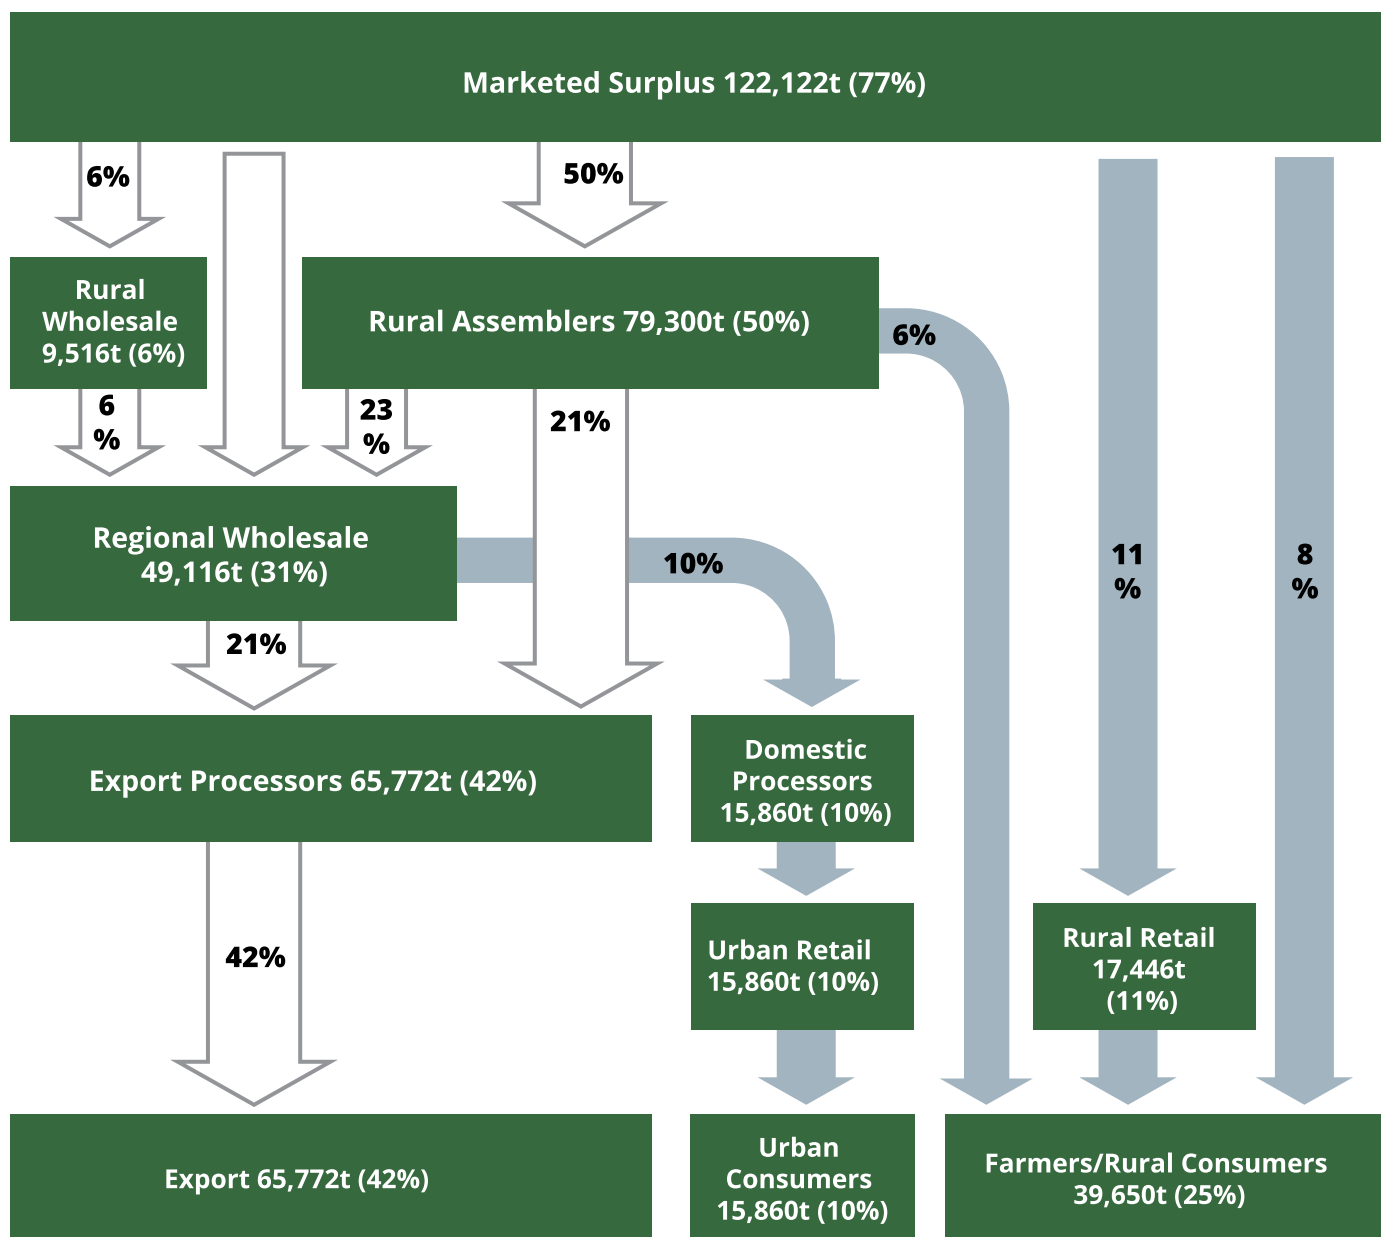 Marketed Surplus 122,122t (77%)
6%
50%
Rural
Wholesale
9,516t (6%)
Rural Assemblers 79,300t (50%)
6%
6
%
23
%
21%
Regional Wholesale
49,116t (31%)
10%
11
%
8
%
21%
Export Processors 65,772t (42%)
Domestic
Processors
15,860t (10%)
42%
Urban Retail
15,860t (10%)
Rural Retail
17,446t
(11%)
Export 65,772t (42%)
Urban
Consumers
15,860t (10%)
Farmers/Rural Consumers
39,650t (25%)